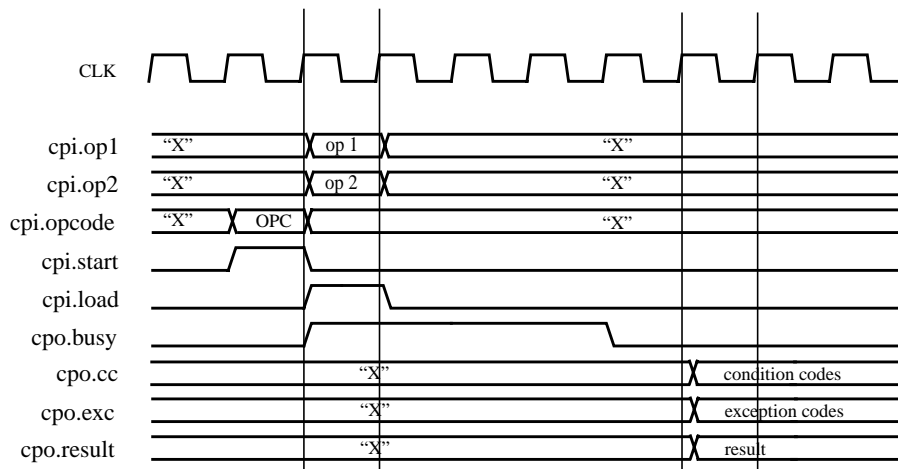 CLK
cpi.op1 “X” op 1 “X”
cpi.op2 “X” op 2 “X”
cpi.opcode “X” OPC “X”
cpi.start
cpi.load
cpo.busy
cpo.cc “X” condition codes
cpo.exc “X” exception codes
cpo.result “X” result